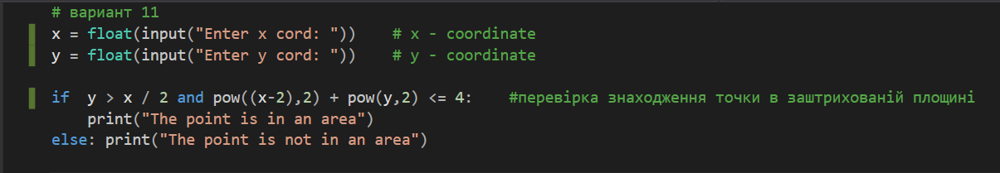 # вариант 11
x = float(input("Enter x cord: "))    # x - coordinate
y = float(input("Enter y cord: "))    # y - coordinate
if  y > x / 2 and pow((x-2),2) + pow(y,2) <= 4:    #перевірка знаходження точки в заштрихованій площині
    print("The point is in an area")
else: print("The point is not in an area")